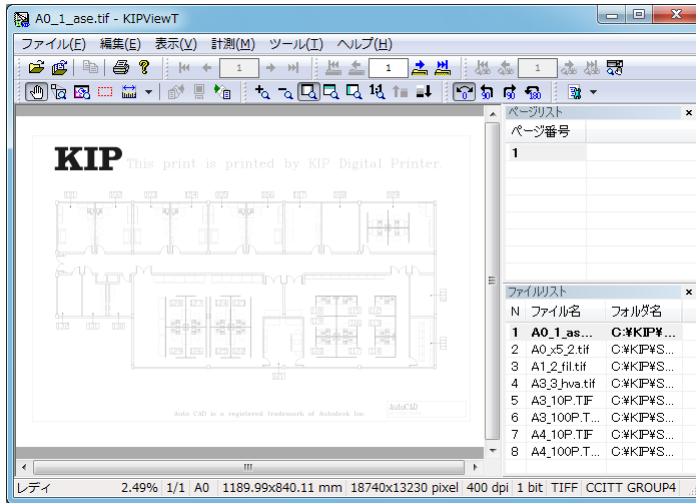 A0_1_ase.tif - KIPViewT
ファイル(F) 編集(E) 表示(V) 計測(M) ツール(T) ヘルプ(H)
1 1 1
1:1 0 90 90 180
ページリスト
ページ番号
1
KIP This print is printed by KIP Digital Printer.
Auto CAD is a registered trademark of Autodesk Inc.
AutoCAD
ファイルリスト
N ファイル名 フォルダ名
1 A0_1_as... C:¥KIP¥...
2 A0_x5_2.tif C:¥KIP¥S...
3 A1_2_fil.tif C:¥KIP¥S...
4 A3_3_hva.tif C:¥KIP¥S...
5 A3_10P.TIF C:¥KIP¥S...
6 A3_100P.T... C:¥KIP¥S...
7 A4_10P.TIF C:¥KIP¥S...
8 A4_100P.T... C:¥KIP¥S...
レディ 2.49% 1/1 A0 1189.99x840.11 mm 18740x13230 pixel 400 dpi 1 bit TIFF CCITT GROUP4